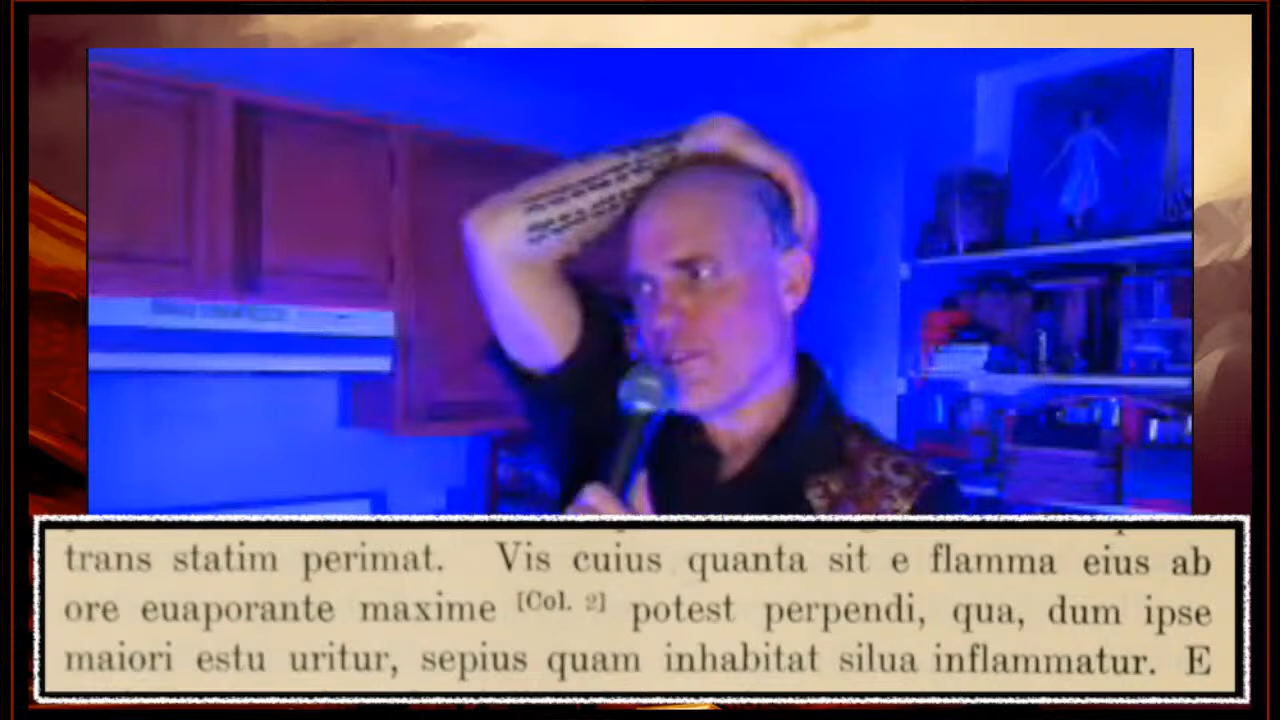 trans statim perimat. Vis cuius quanta sit e flamma eius ab
ore euaporante maxime [Col. 2] potest perpendi, qua, dum ipse
maiori estu uritur, sepius quam inhabitat silua inflammatur. E